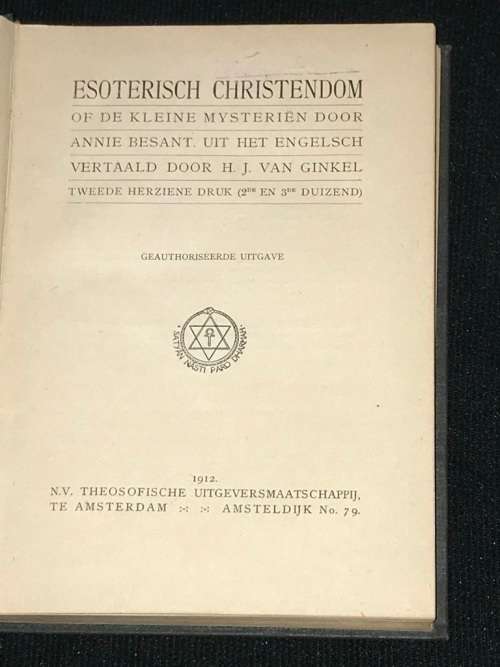 ESOTERISCH CHRISTENDOM
OF DE KLEINE MYSTERIËN DOOR
ANNIE BESANT. UIT HET ENGELSCH
VERTAALD DOOR H. J. VAN GINKEL
TWEEDE HERZIENE DRUK (2DE EN 3DE DUIZEND)
GEAUTHORISEERDE UITGAVE
• SATYAN NASTI PARO DHARMAH •
1912.
N.V. THEOSOFISCHE UITGEVERSMAATSCHAPPIJ,
TE AMSTERDAM :-: :-: AMSTELDIJK No. 79.